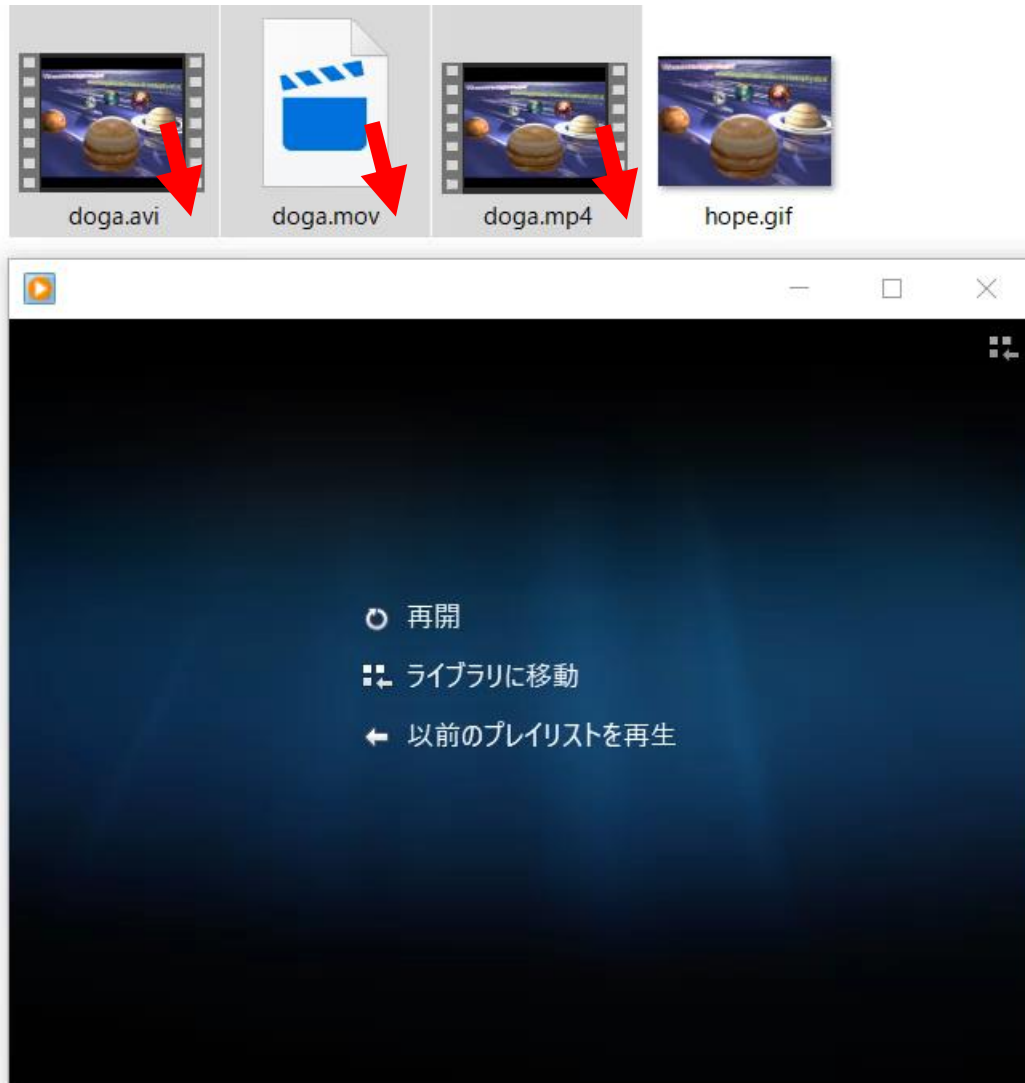 doga.avi
doga.mov
doga.mp4
hope.gif
再開
ライブラリに移動
以前のプレイリストを再生